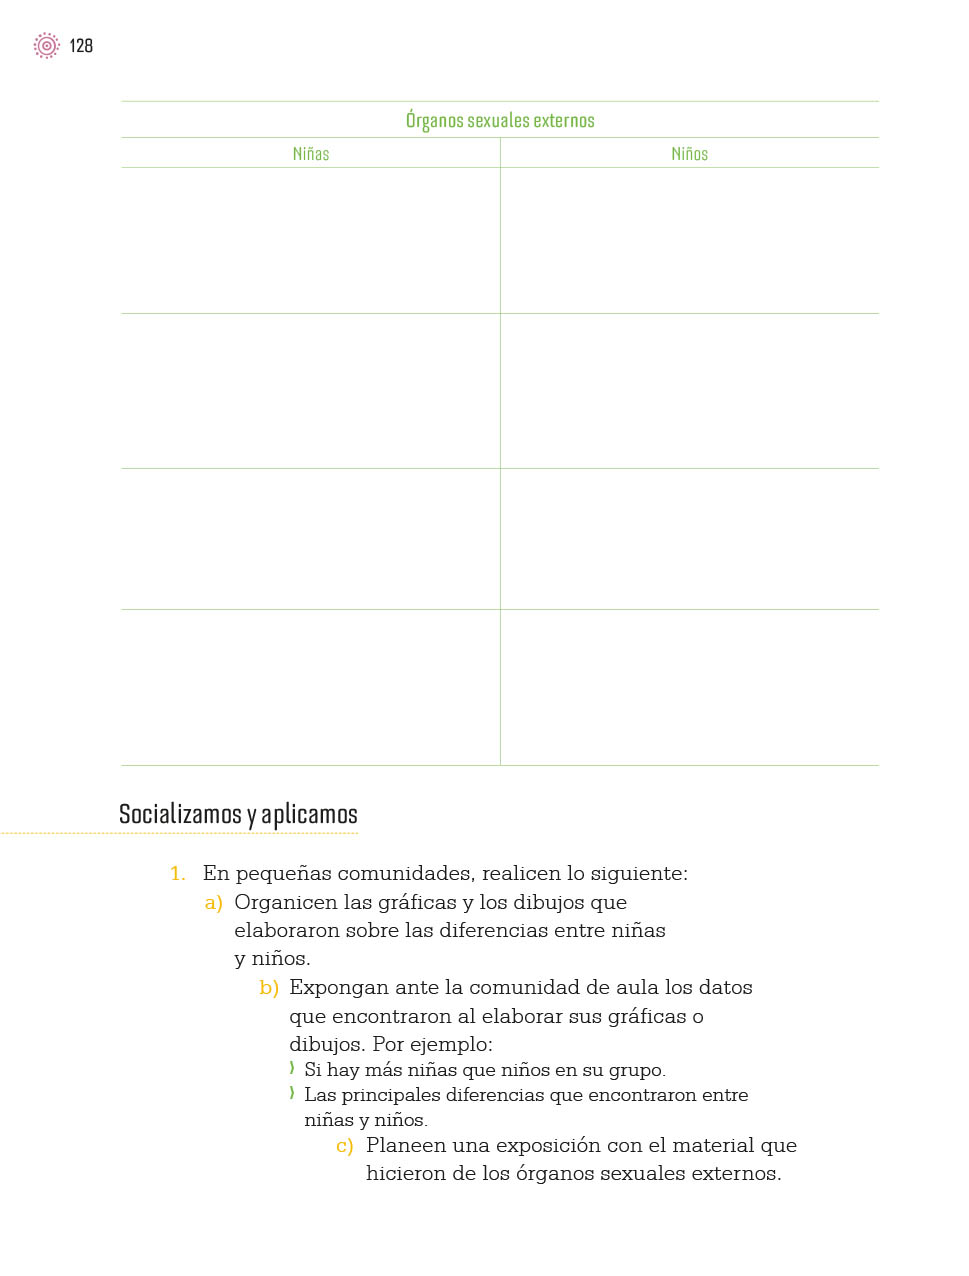 128
Órganos sexuales externos
Niñas
Niños
Socializamos y aplicamos
1. En pequeñas comunidades, realicen lo siguiente:
a) Organicen las gráficas y los dibujos que
elaboraron sobre las diferencias entre niñas
y niños.
b) Expongan ante la comunidad de aula los datos
que encontraron al elaborar sus gráficas o
dibujos. Por ejemplo:
⟩ Si hay más niñas que niños en su grupo.
⟩ Las principales diferencias que encontraron entre
niñas y niños.
c) Planeen una exposición con el material que
hicieron de los órganos sexuales externos.